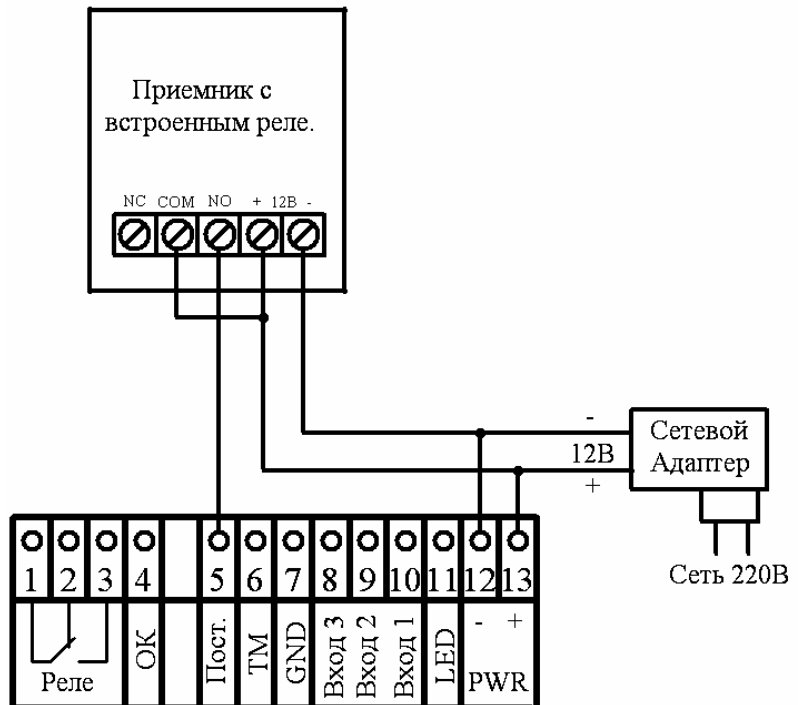 Приемник с
встроенным реле.
NC COM NO + 12В -
-
12В
+
Сетевой
Адаптер
Сеть 220В
1 2 3 4 5 6 7 8 9 10 11 12 13
Реле
ОК
Пост.
ТМ
GND
Вход 3
Вход 2
Вход 1
LED
- +
PWR